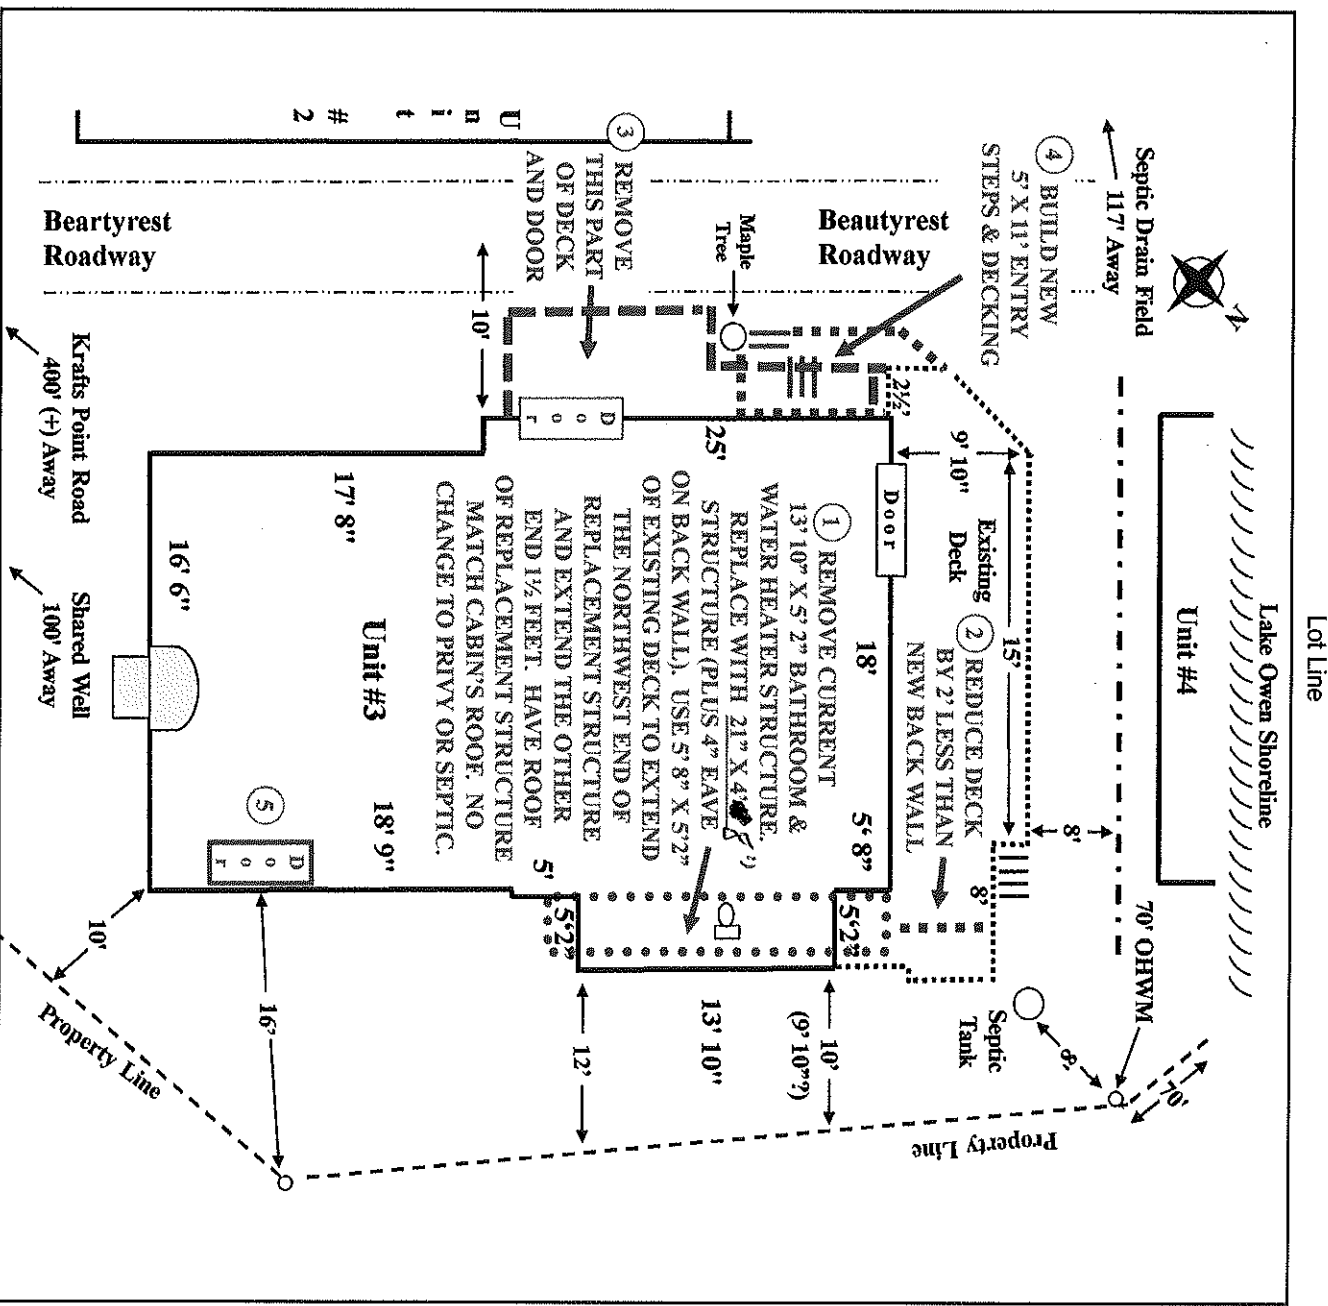 Lot Line
Lake Owen Shoreline
Unit #4
N
Septic Drain Field
117' Away
70' OHWM
70'
8'
8'
Septic
Tank
Property Line
4 BUILD NEW
5' X 11' ENTRY
STEPS & DECKING
Beautyrest
Roadway
Maple
Tree
3 REMOVE
THIS PART
OF DECK
AND DOOR
Unit #2
Beartyrest
Roadway
10'
2½'
9' 10"
15'
8'
Existing
Deck
2 REDUCE DECK
BY 2' LESS THAN
NEW BACK WALL
Door
18'
5' 8"
25'
Door
1 REMOVE CURRENT
13' 10" X 5' 2" BATHROOM &
WATER HEATER STRUCTURE.
REPLACE WITH 21" X 4' 8")
STRUCTURE (PLUS 4" EAVE
ON BACK WALL). USE 5' 8" X 5'2"
OF EXISTING DECK TO EXTEND
THE NORTHWEST END OF
REPLACEMENT STRUCTURE
AND EXTEND THE OTHER
END 1½ FEET. HAVE ROOF
OF REPLACEMENT STRUCTURE
MATCH CABIN'S ROOF. NO
CHANGE TO PRIVY OR SEPTIC.
5'2"
5'2"
5'
10'
(9' 10"?)
13' 10"
12'
17' 8"
Unit #3
18' 9"
16' 6"
5
Door
16'
10'
Property Line
Krafts Point Road
400' (+) Away
Shared Well
100' Away